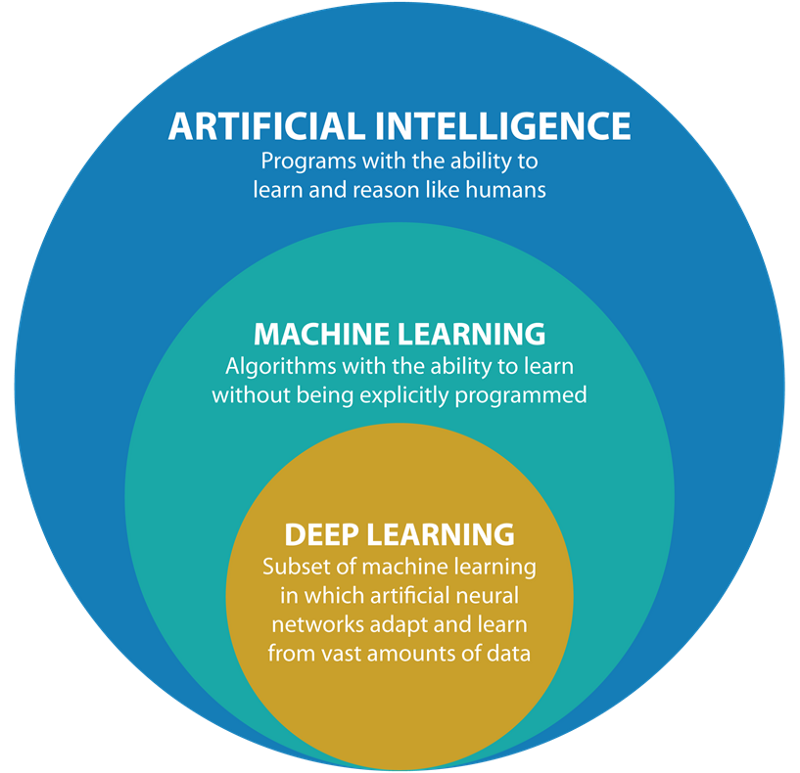 ARTIFICIAL INTELLIGENCE
Programs with the ability to
learn and reason like humans
MACHINE LEARNING
Algorithms with the ability to learn
without being explicitly programmed
DEEP LEARNING
Subset of machine learning
in which artificial neural
networks adapt and learn
from vast amounts of data